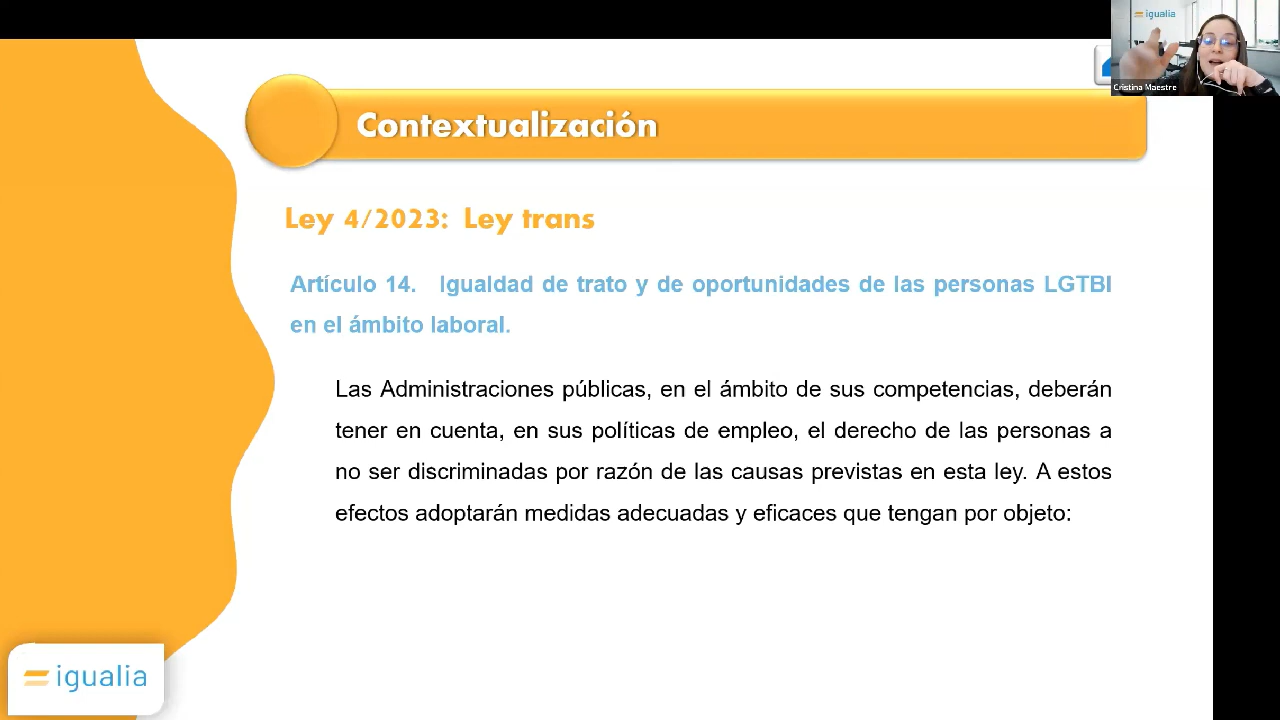 igualia
Cristina Maestre
Contextualización
Ley 4/2023: Ley trans
Artículo 14. Igualdad de trato y de oportunidades de las personas LGTBI
en el ámbito laboral.
Las Administraciones públicas, en el ámbito de sus competencias, deberán
tener en cuenta, en sus políticas de empleo, el derecho de las personas a
no ser discriminadas por razón de las causas previstas en esta ley. A estos
efectos adoptarán medidas adecuadas y eficaces que tengan por objeto:
igualia